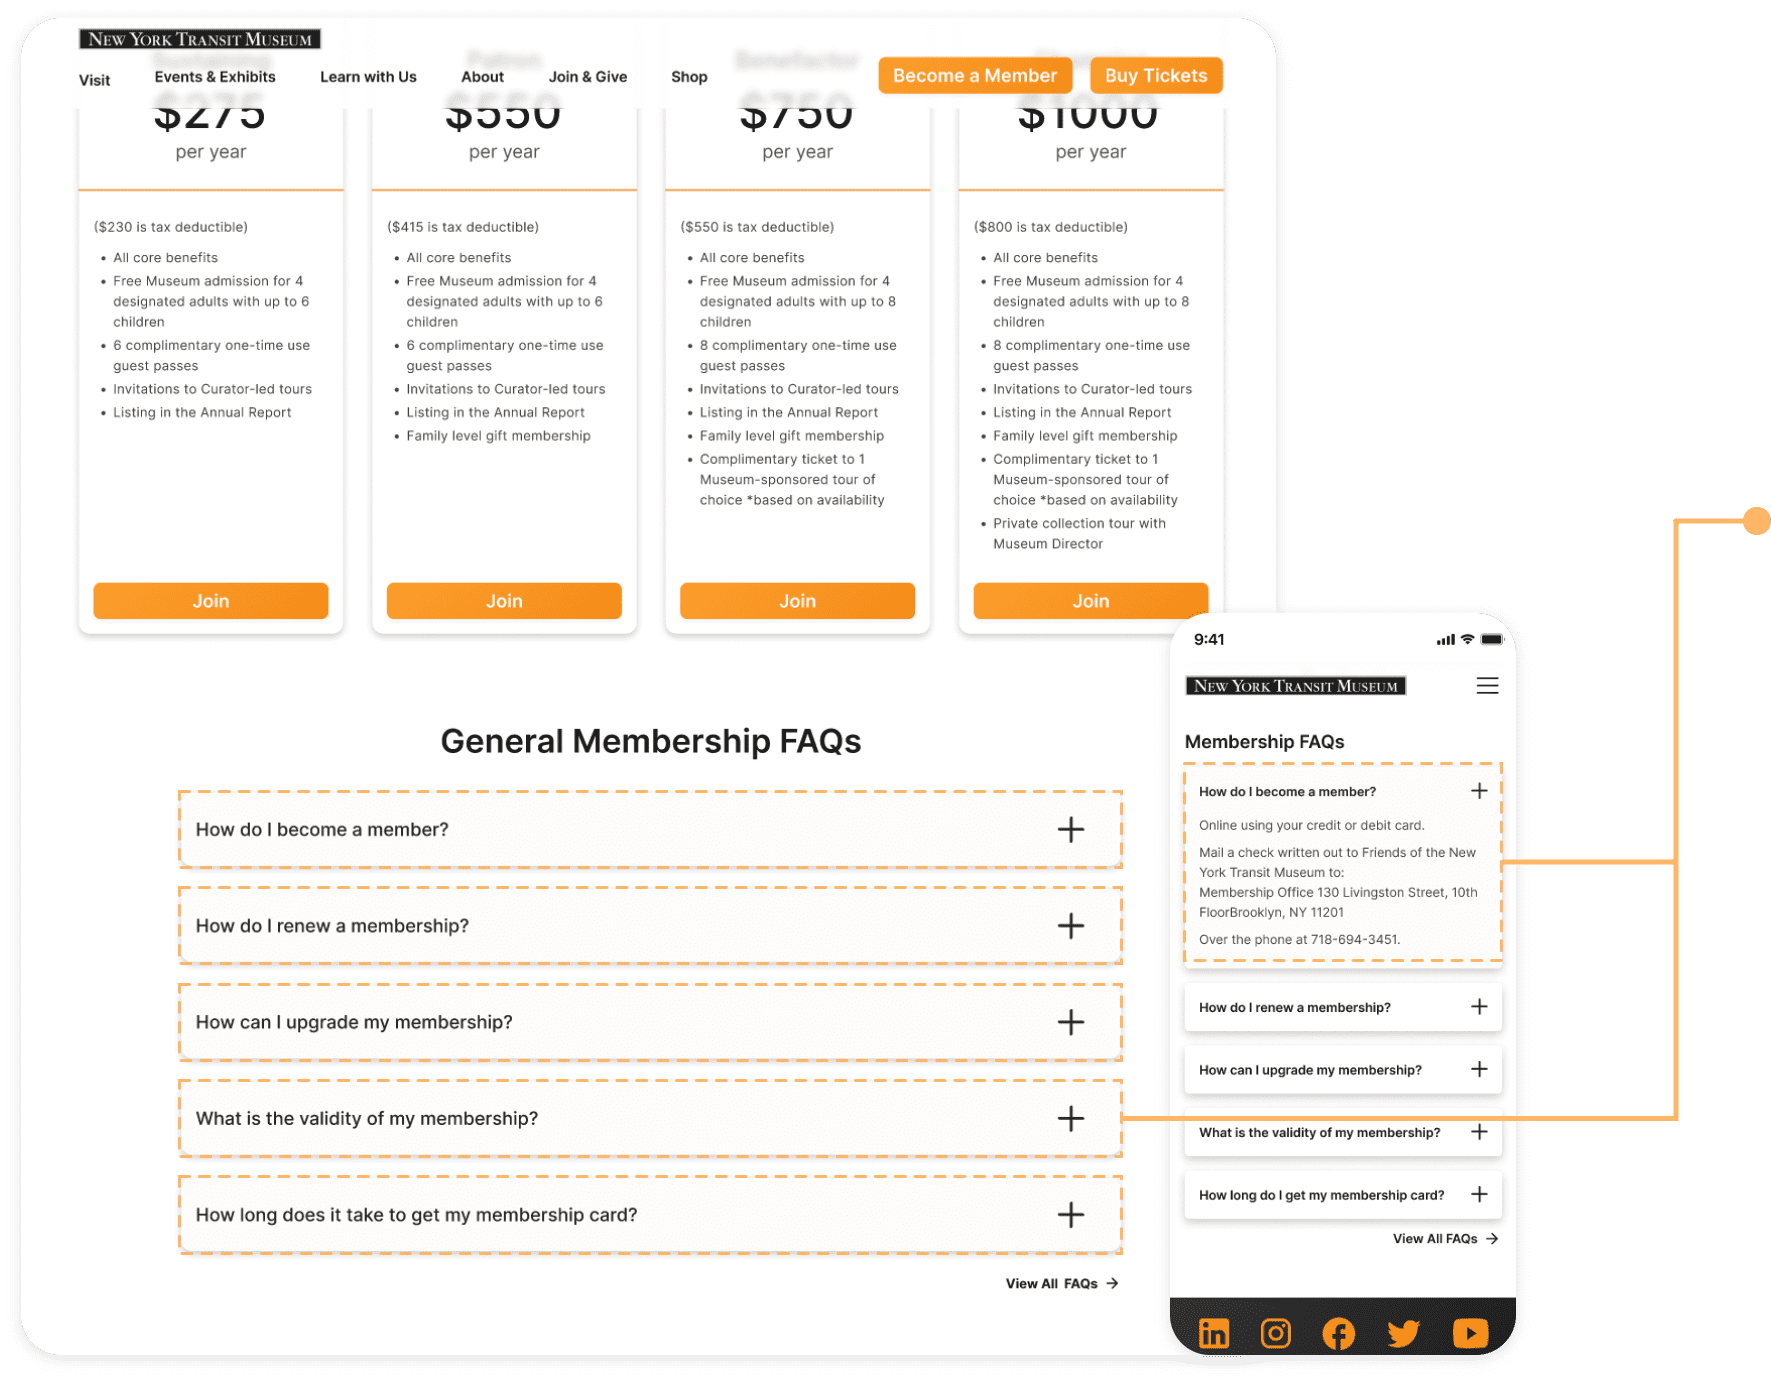 NEW YORK TRANSIT MUSEUM
Visit
Events & Exhibits
Learn with Us
About
Join & Give
Shop
Become a Member
Buy Tickets
Sustaining
$275
per year
($230 is tax deductible)
• All core benefits
• Free Museum admission for 4
designated adults with up to 6
children
• 6 complimentary one-time use
guest passes
• Invitations to Curator-led tours
• Listing in the Annual Report
Join
Patron
$550
per year
($415 is tax deductible)
• All core benefits
• Free Museum admission for 4
designated adults with up to 6
children
• 6 complimentary one-time use
guest passes
• Invitations to Curator-led tours
• Listing in the Annual Report
• Family level gift membership
Join
Benefactor
$750
per year
($550 is tax deductible)
• All core benefits
• Free Museum admission for 4
designated adults with up to 8
children
• 8 complimentary one-time use
guest passes
• Invitations to Curator-led tours
• Listing in the Annual Report
• Family level gift membership
• Complimentary ticket to 1
Museum-sponsored tour of
choice *based on availability
Join
$1000
per year
($800 is tax deductible)
• All core benefits
• Free Museum admission for 4
designated adults with up to 8
children
• 8 complimentary one-time use
guest passes
• Invitations to Curator-led tours
• Listing in the Annual Report
• Family level gift membership
• Complimentary ticket to 1
Museum-sponsored tour of
choice *based on availability
• Private collection tour with
Museum Director
Join
General Membership FAQs
How do I become a member?
How do I renew a membership?
How can I upgrade my membership?
What is the validity of my membership?
How long does it take to get my membership card?
View All FAQs →
9:41
NEW YORK TRANSIT MUSEUM
Membership FAQs
How do I become a member?
Online using your credit or debit card.
Mail a check written out to Friends of the New
York Transit Museum to:
Membership Office 130 Livingston Street, 10th
FloorBrooklyn, NY 11201
Over the phone at 718-694-3451.
How do I renew a membership?
How can I upgrade my membership?
What is the validity of my membership?
How long do I get my membership card?
View All FAQs →